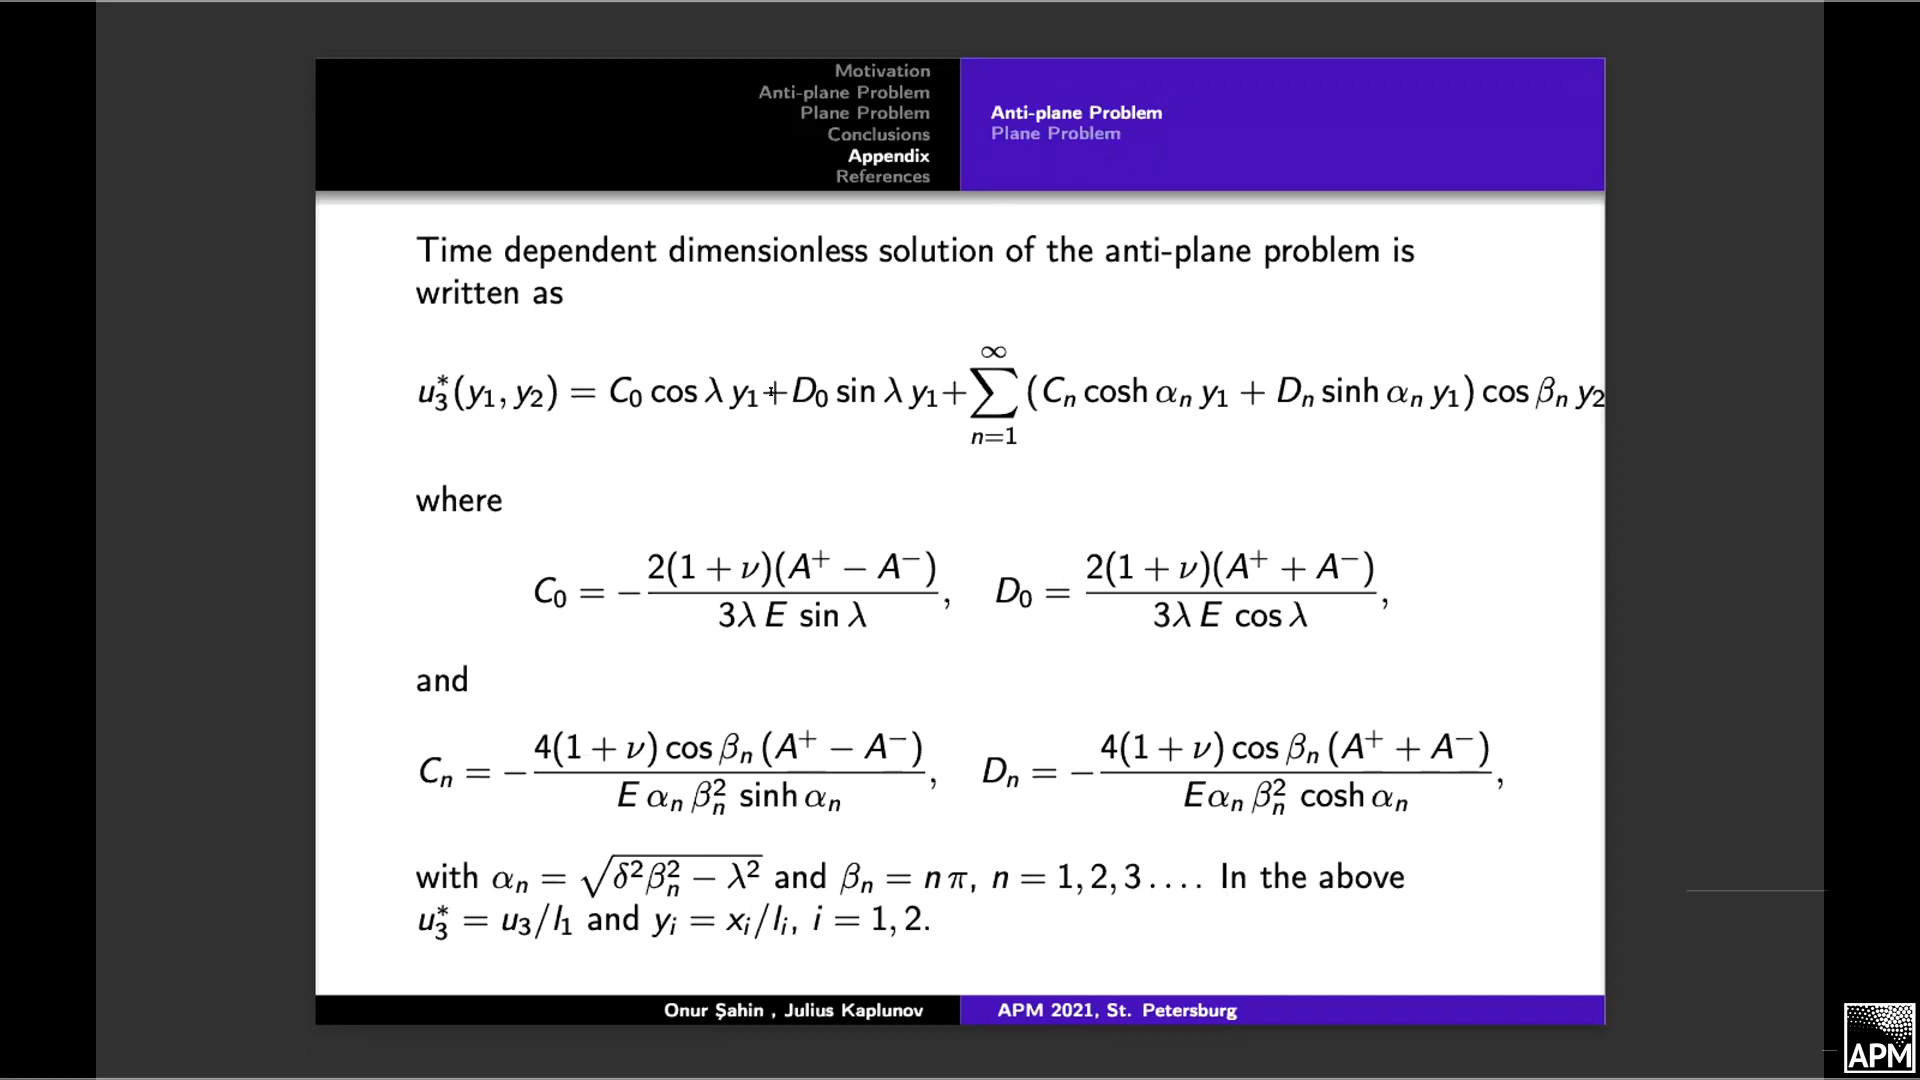 Motivation
Anti-plane Problem
Plane Problem
Conclusions
Appendix
References
Anti-plane Problem
Plane Problem
Time dependent dimensionless solution of the anti-plane problem is
written as
u₃*(y₁, y₂) = C₀ cos λ y₁+D₀ sin λ y₁+∑_{n=1}^{∞} (Cₙ cosh αₙ y₁ + Dₙ sinh αₙ y₁) cos βₙ y₂
where
C₀ = −\frac{2(1 + ν)(A⁺ − A⁻)}{3λ E sin λ}, D₀ = \frac{2(1 + ν)(A⁺ + A⁻)}{3λ E cos λ},
and
Cₙ = −\frac{4(1 + ν) cos βₙ (A⁺ − A⁻)}{E αₙ βₙ² sinh αₙ}, Dₙ = −\frac{4(1 + ν) cos βₙ (A⁺ + A⁻)}{Eαₙ βₙ² cosh αₙ},
with αₙ = √(δ²βₙ² − λ²) and βₙ = n π, n = 1, 2, 3 . . . . In the above
u₃* = u₃/l₁ and yᵢ = xᵢ/lᵢ, i = 1, 2.
Onur Şahin , Julius Kaplunov
APM 2021, St. Petersburg
APM